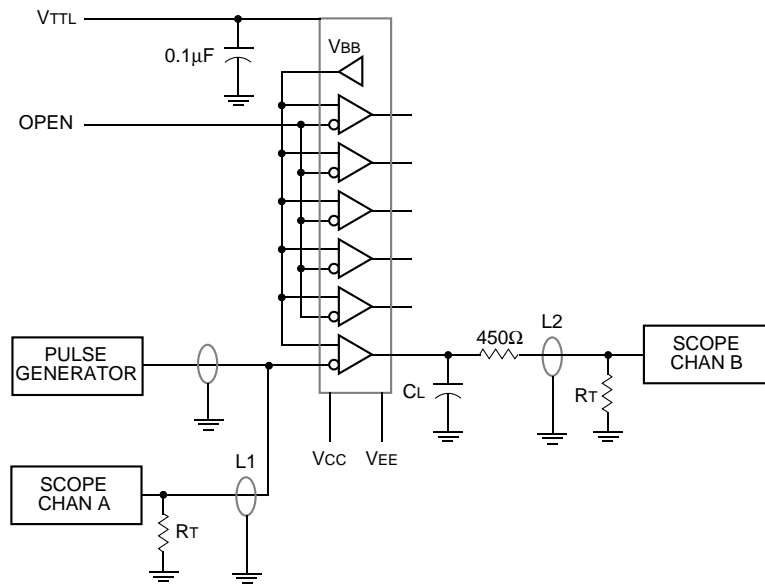 VTTL
0.1µF
VBB
OPEN
PULSE
GENERATOR
450Ω
L2
SCOPE
CHAN B
CL
RT
VCC
VEE
L1
SCOPE
CHAN A
RT